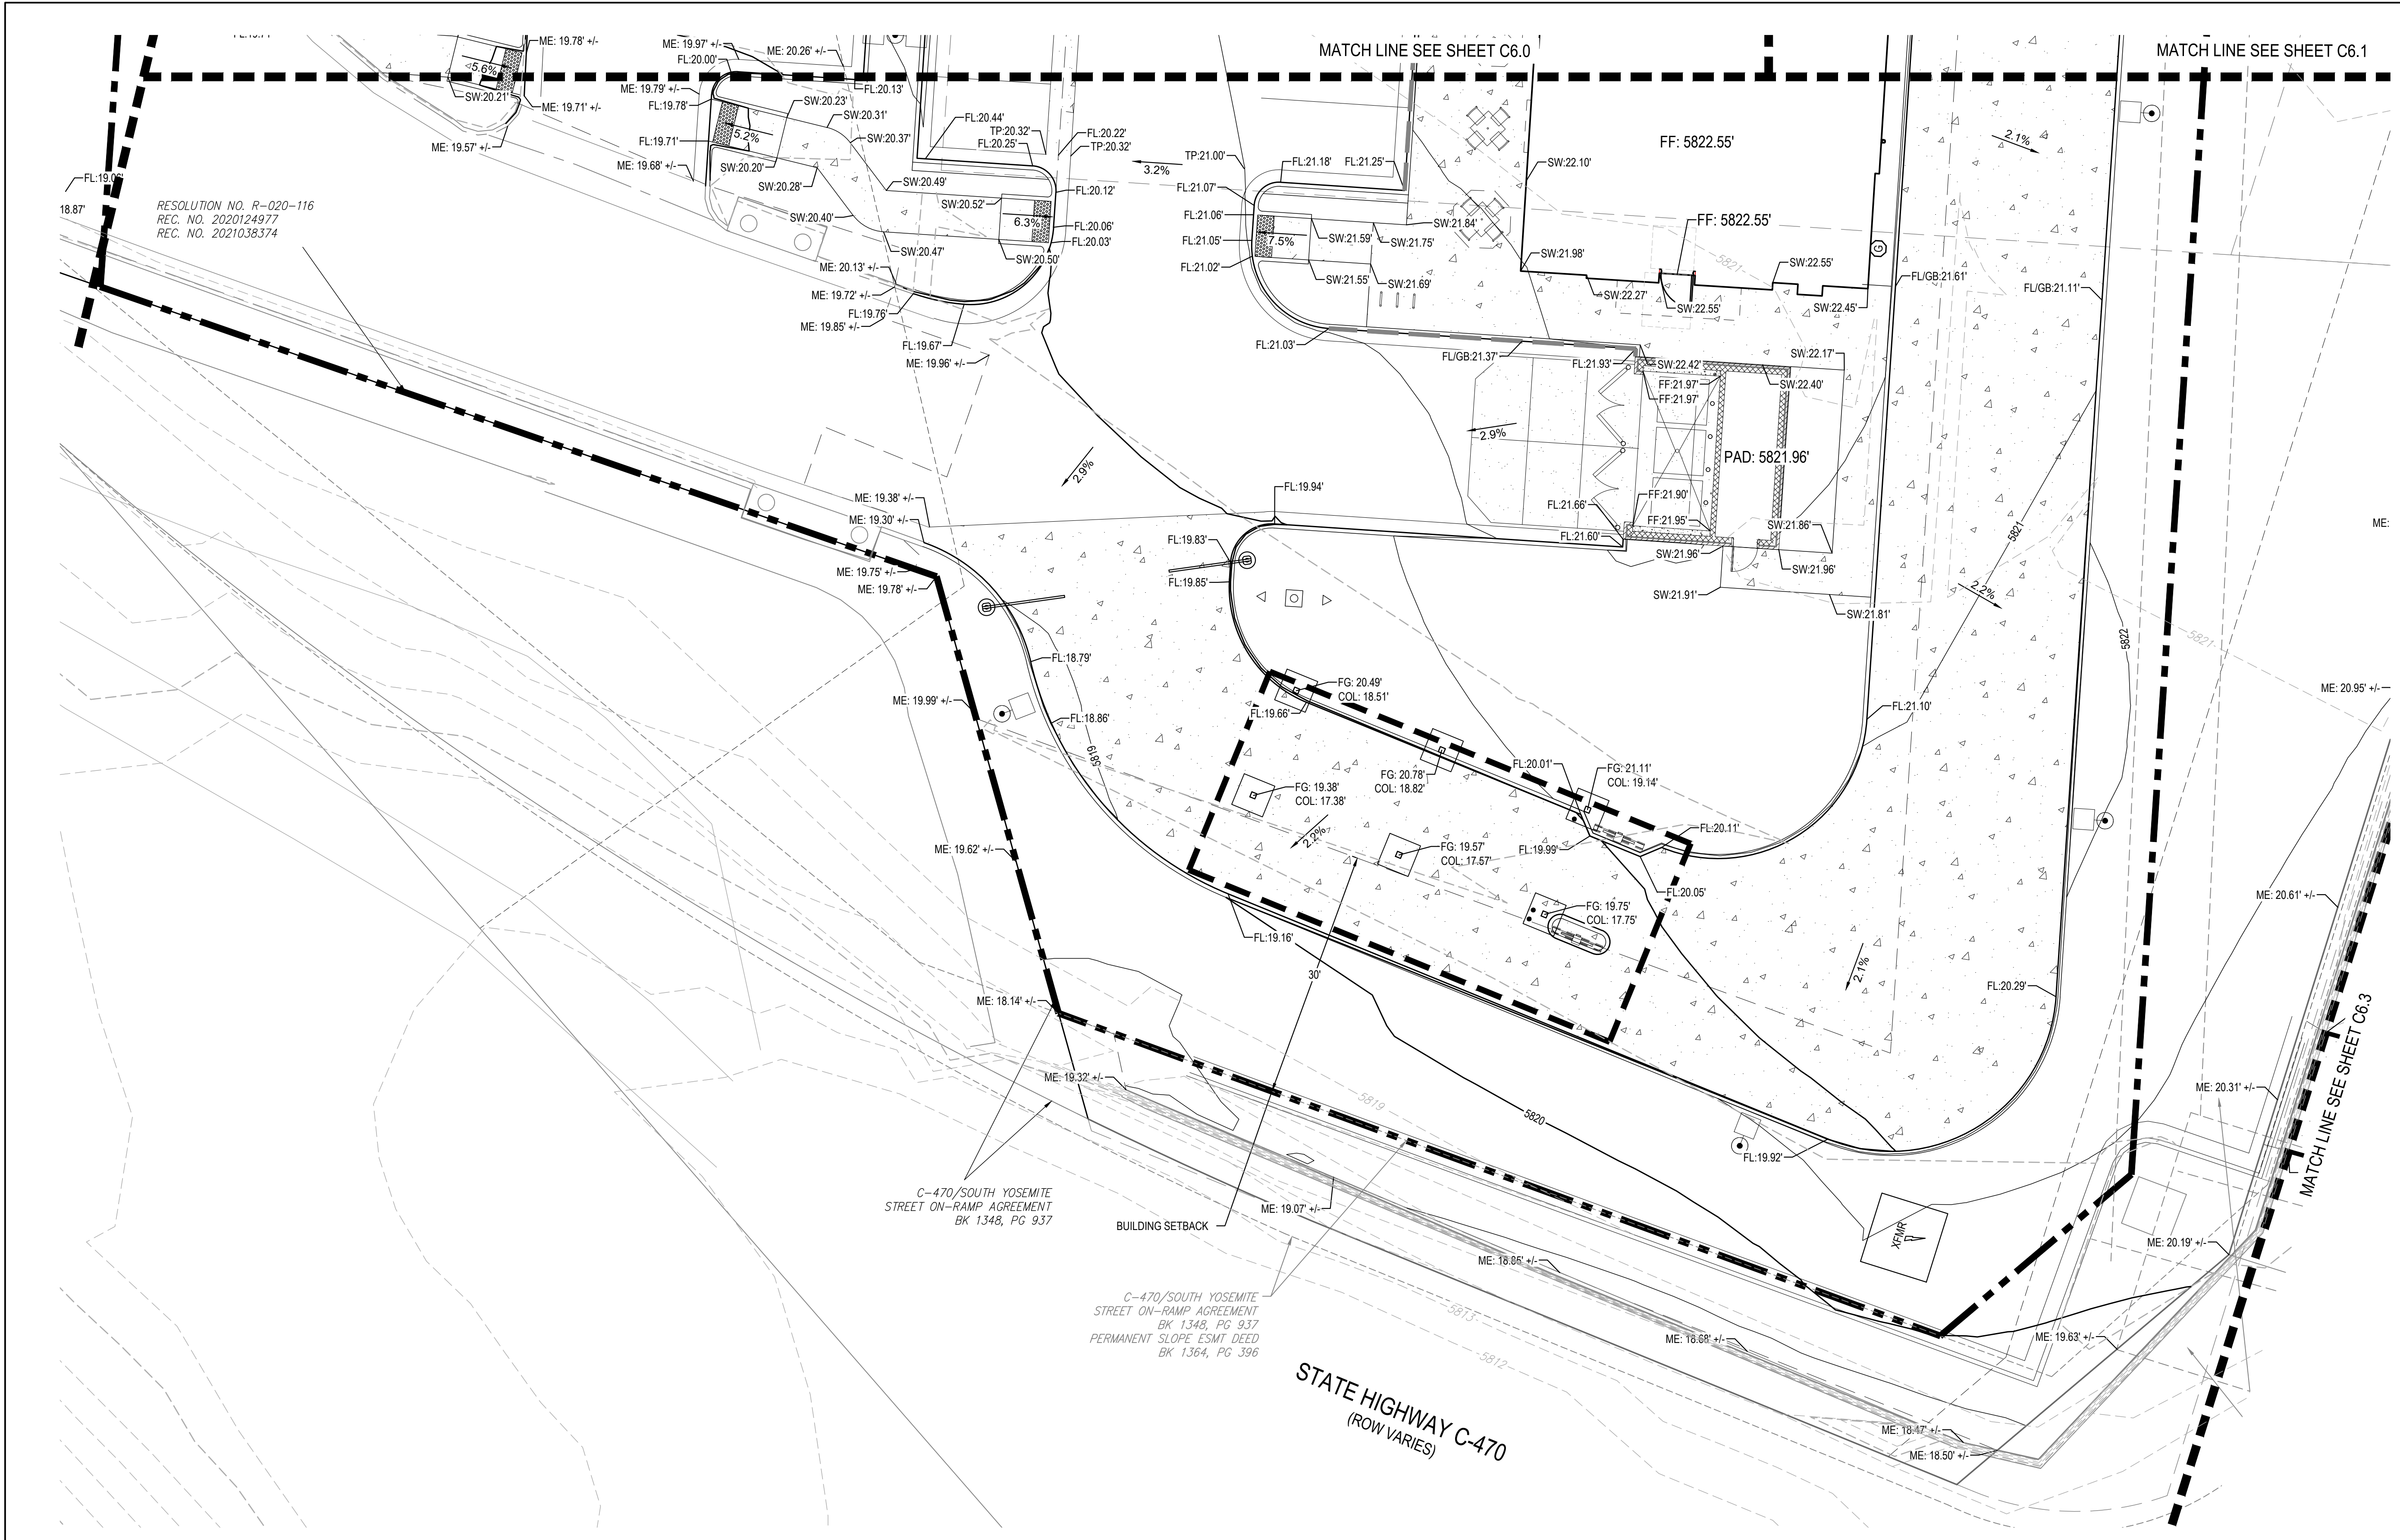 MATCH LINE SEE SHEET C6.0
MATCH LINE SEE SHEET C6.1
ME: 19.78' +/-
5.6%
SW:20.21'
ME: 19.71' +/-
ME: 19.57' +/-
ME: 19.97' +/-
FL:20.00'
ME: 20.26' +/-
FL:20.13'
ME: 19.79' +/-
FL:19.78'
SW:20.23'
SW:20.31'
SW:20.37'
FL:19.71'
5.2%
ME: 19.68' +/-
SW:20.20'
SW:20.28'
SW:20.40'
FL:20.44'
TP:20.32'
FL:20.25'
FL:20.22'
TP:20.32'
SW:20.49'
SW:20.52'
FL:20.12'
6.3%
FL:20.06'
FL:20.03'
SW:20.47'
SW:20.50'
ME: 20.13' +/-
ME: 19.72' +/-
FL:19.76'
ME: 19.85' +/-
FL:19.67'
ME: 19.96' +/-
3.2%
18.87'
RESOLUTION NO. R-020-116
REC. NO. 2020124977
REC. NO. 2021038374
TP:21.00'
FL:21.18'
FL:21.25'
FL:21.07'
FL:21.06'
FL:21.05'
FL:21.02'
7.5%
SW:21.59'
SW:21.84'
SW:21.75'
SW:21.55'
SW:21.69'
FL:21.03'
SW:22.10'
FF: 5822.55'
FF: 5822.55'
5821
G
SW:21.98'
SW:22.55'
SW:22.27'
SW:22.55'
SW:22.45'
2.1%
FL/GB:21.61'
FL/GB:21.11'
FL/GB:21.37'
FL:21.93'
SW:22.42'
SW:22.17'
FF:21.97'
FF:21.97'
SW:22.40'
2.9%
PAD: 5821.96'
FL:21.66'
FF:21.90'
FF:21.95'
FL:21.60'
SW:21.86'
SW:21.96'
SW:21.96'
SW:21.91'
SW:21.81'
5821
2.2%
5822
5821
ME:
ME: 20.95' +/-
2.9%
ME: 19.38' +/-
ME: 19.30' +/-
ME: 19.75' +/-
ME: 19.78' +/-
FL:19.94'
FL:19.83'
FL:19.85'
FL:18.79'
FL:18.86'
5819
ME: 19.99' +/-
ME: 19.62' +/-
ME: 18.14' +/-
FG: 20.49'
COL: 18.51'
FL:19.66'
FG: 20.78'
COL: 18.82'
FL:20.01'
FG: 21.11'
COL: 19.14'
FG: 19.38'
COL: 17.38'
2.2%
FG: 19.57'
COL: 17.57'
FL:19.99'
FL:20.11'
FL:20.05'
FG: 19.75'
COL: 17.75'
FL:19.16'
30'
FL:21.10'
2.1%
FL:20.29'
FL:19.92'
ME: 20.61' +/-
ME: 20.31' +/-
MATCH LINE SEE SHEET C6.3
ME: 19.32' +/-
5819
5820
XFMR
C-470/SOUTH YOSEMITE
STREET ON-RAMP AGREEMENT
BK 1348, PG 937
BUILDING SETBACK
ME: 19.07' +/-
C-470/SOUTH YOSEMITE
STREET ON-RAMP AGREEMENT
BK 1348, PG 937
PERMANENT SLOPE ESMT DEED
BK 1364, PG 396
5813
5812
ME: 20.19' +/-
ME: 19.63' +/-
ME: 18.47' +/-
ME: 18.50' +/-
STATE HIGHWAY C-470
(ROW VARIES)